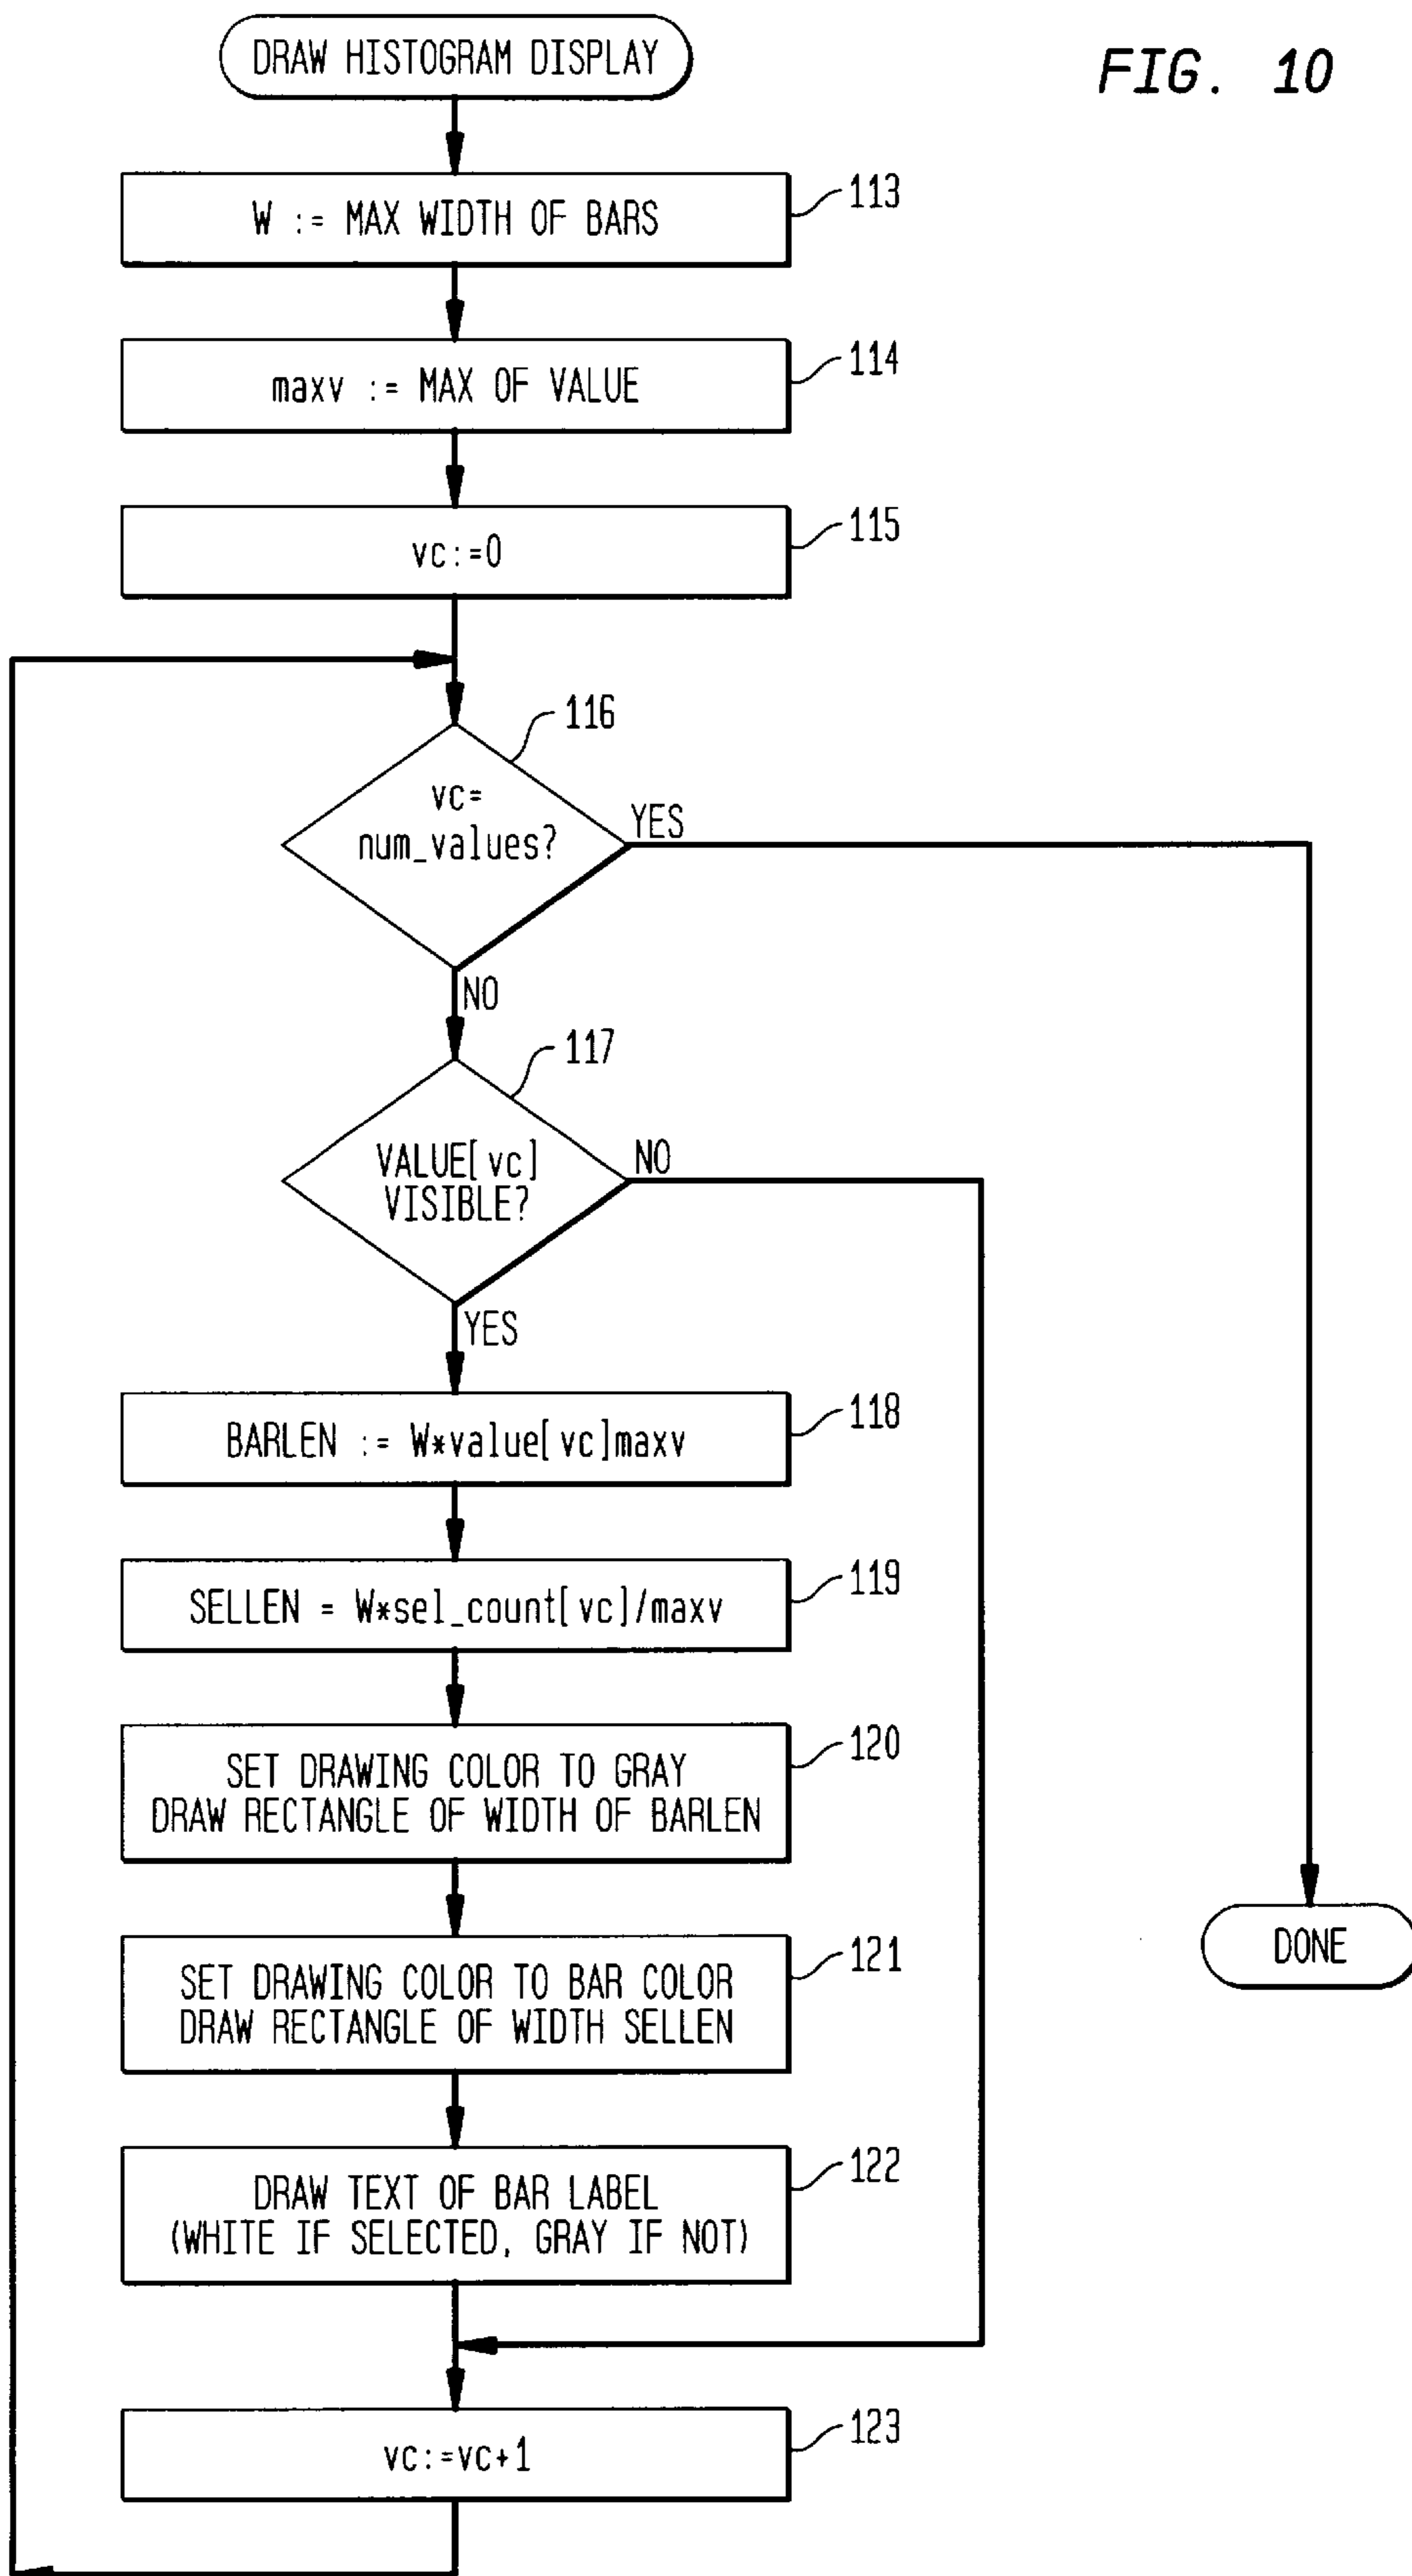 DRAW HISTOGRAM DISPLAY
FIG. 10
W := MAX WIDTH OF BARS
113
maxv := MAX OF VALUE
114
vc:=0
115
116
vc=
num_values?
YES
NO
117
VALUE[vc]
VISIBLE?
NO
YES
BARLEN := W*value[vc]maxv
118
SELLEN = W*sel_count[vc]/maxv
119
SET DRAWING COLOR TO GRAY
DRAW RECTANGLE OF WIDTH OF BARLEN
120
SET DRAWING COLOR TO BAR COLOR
DRAW RECTANGLE OF WIDTH SELLEN
121
DONE
DRAW TEXT OF BAR LABEL
(WHITE IF SELECTED, GRAY IF NOT)
122
vc:=vc+1
123